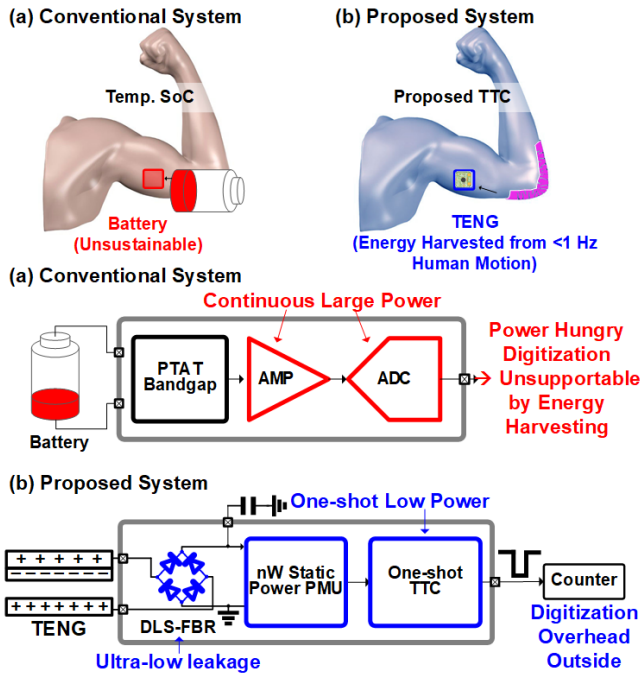 (a) Conventional System
(b) Proposed System
Temp. SoC
Proposed TTC
Battery
(Unsustainable)
TENG
(Energy Harvested from <1 Hz
Human Motion)
(a) Conventional System
Continuous Large Power
PTAT
Bandgap
AMP
ADC
Battery
Power Hungry
Digitization
→ Unsupportable
by Energy
Harvesting
(b) Proposed System
One-shot Low Power
+ + + + +
+ + + + + + +
TENG
DLS-FBR
nW Static
Power PMU
One-shot
TTC
Counter
Ultra-low leakage
Digitization
Overhead
Outside